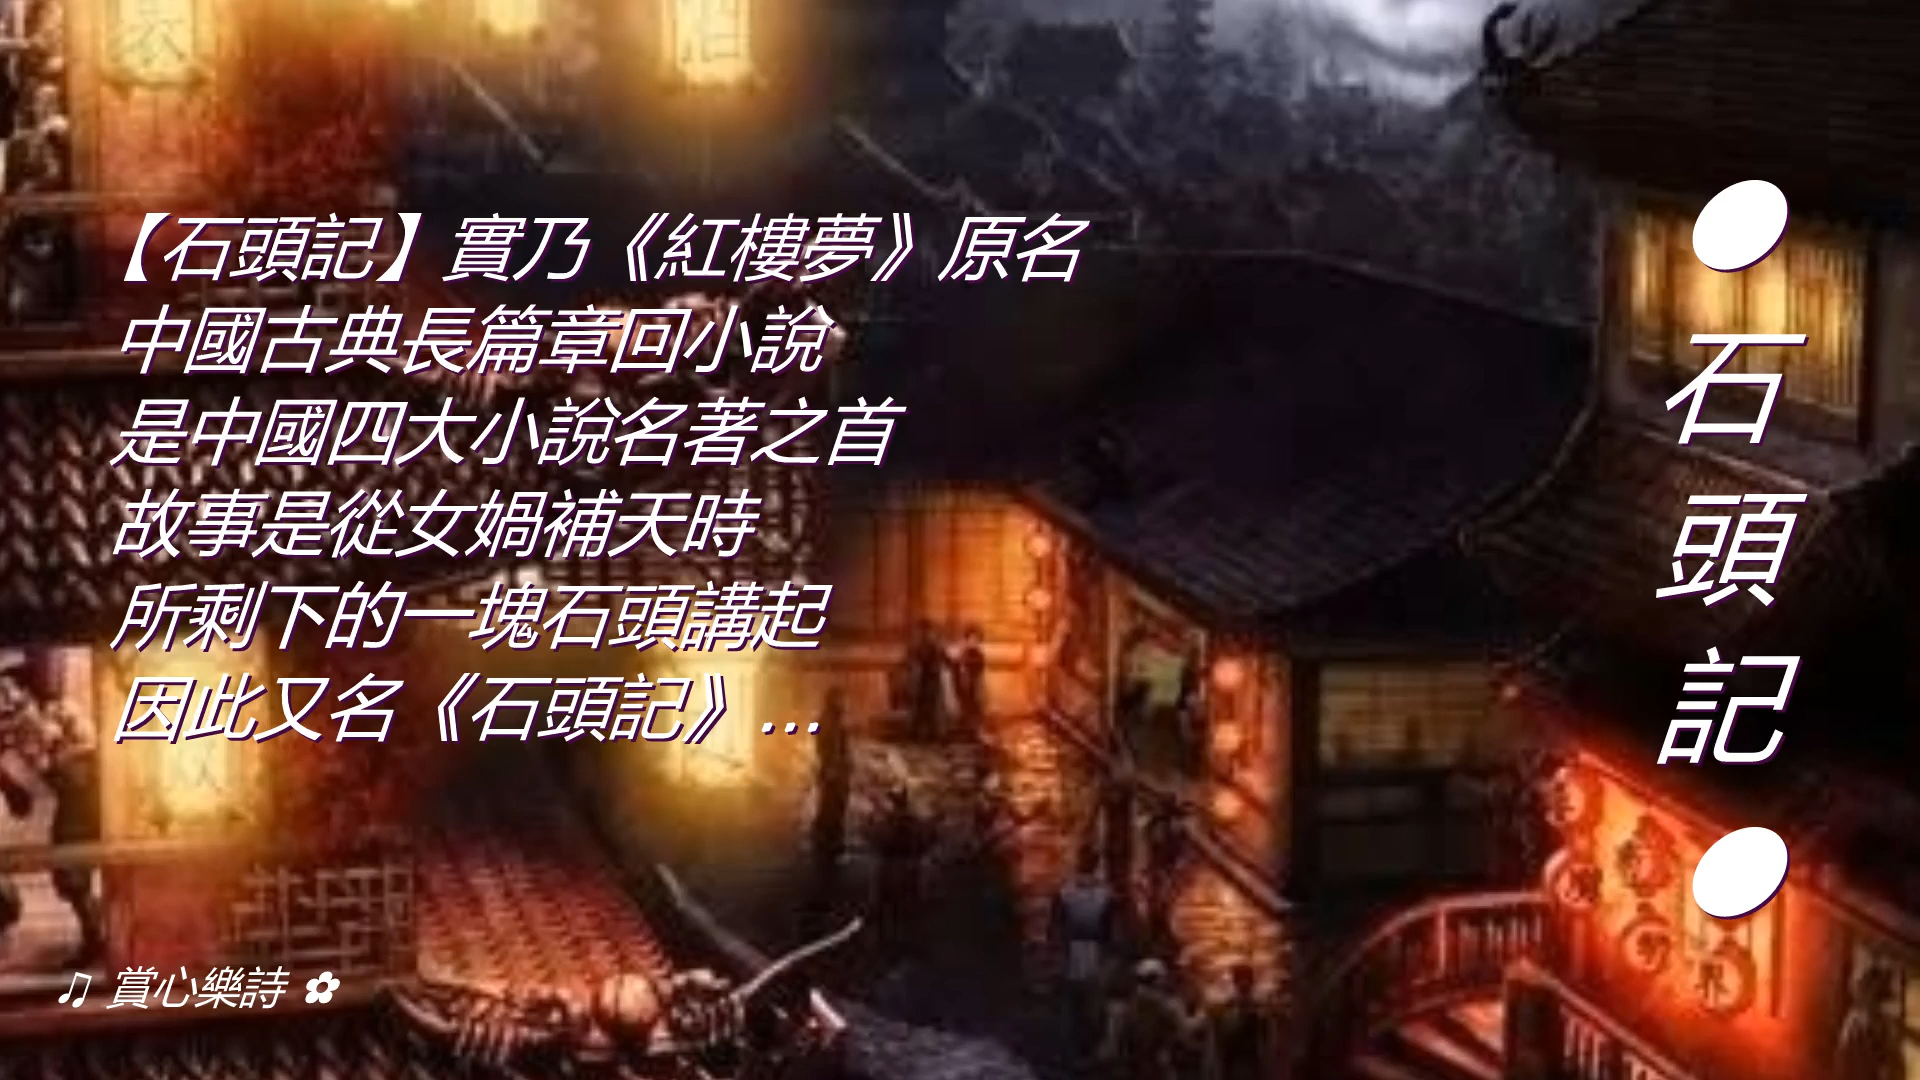 【石頭記】實乃《紅樓夢》原名
中國古典長篇章回小說
是中國四大小說名著之首
故事是從女媧補天時
所剩下的一塊石頭講起
因此又名《石頭記》…
●石頭記●
♫ 賞心樂詩 ✿